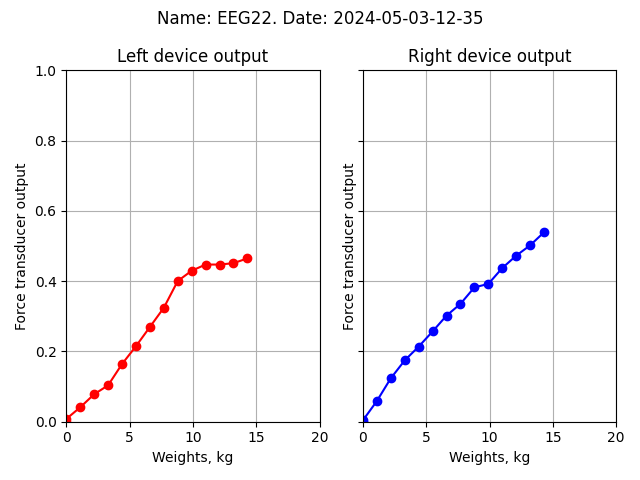 Name: EEG22. Date: 2024-05-03-12-35
Left device output
Right device output
1.0
0.8
0.6
0.4
0.2
0.0
Force transducer output
Force transducer output
0 5 10 15 20
0 5 10 15 20
Weights, kg
Weights, kg